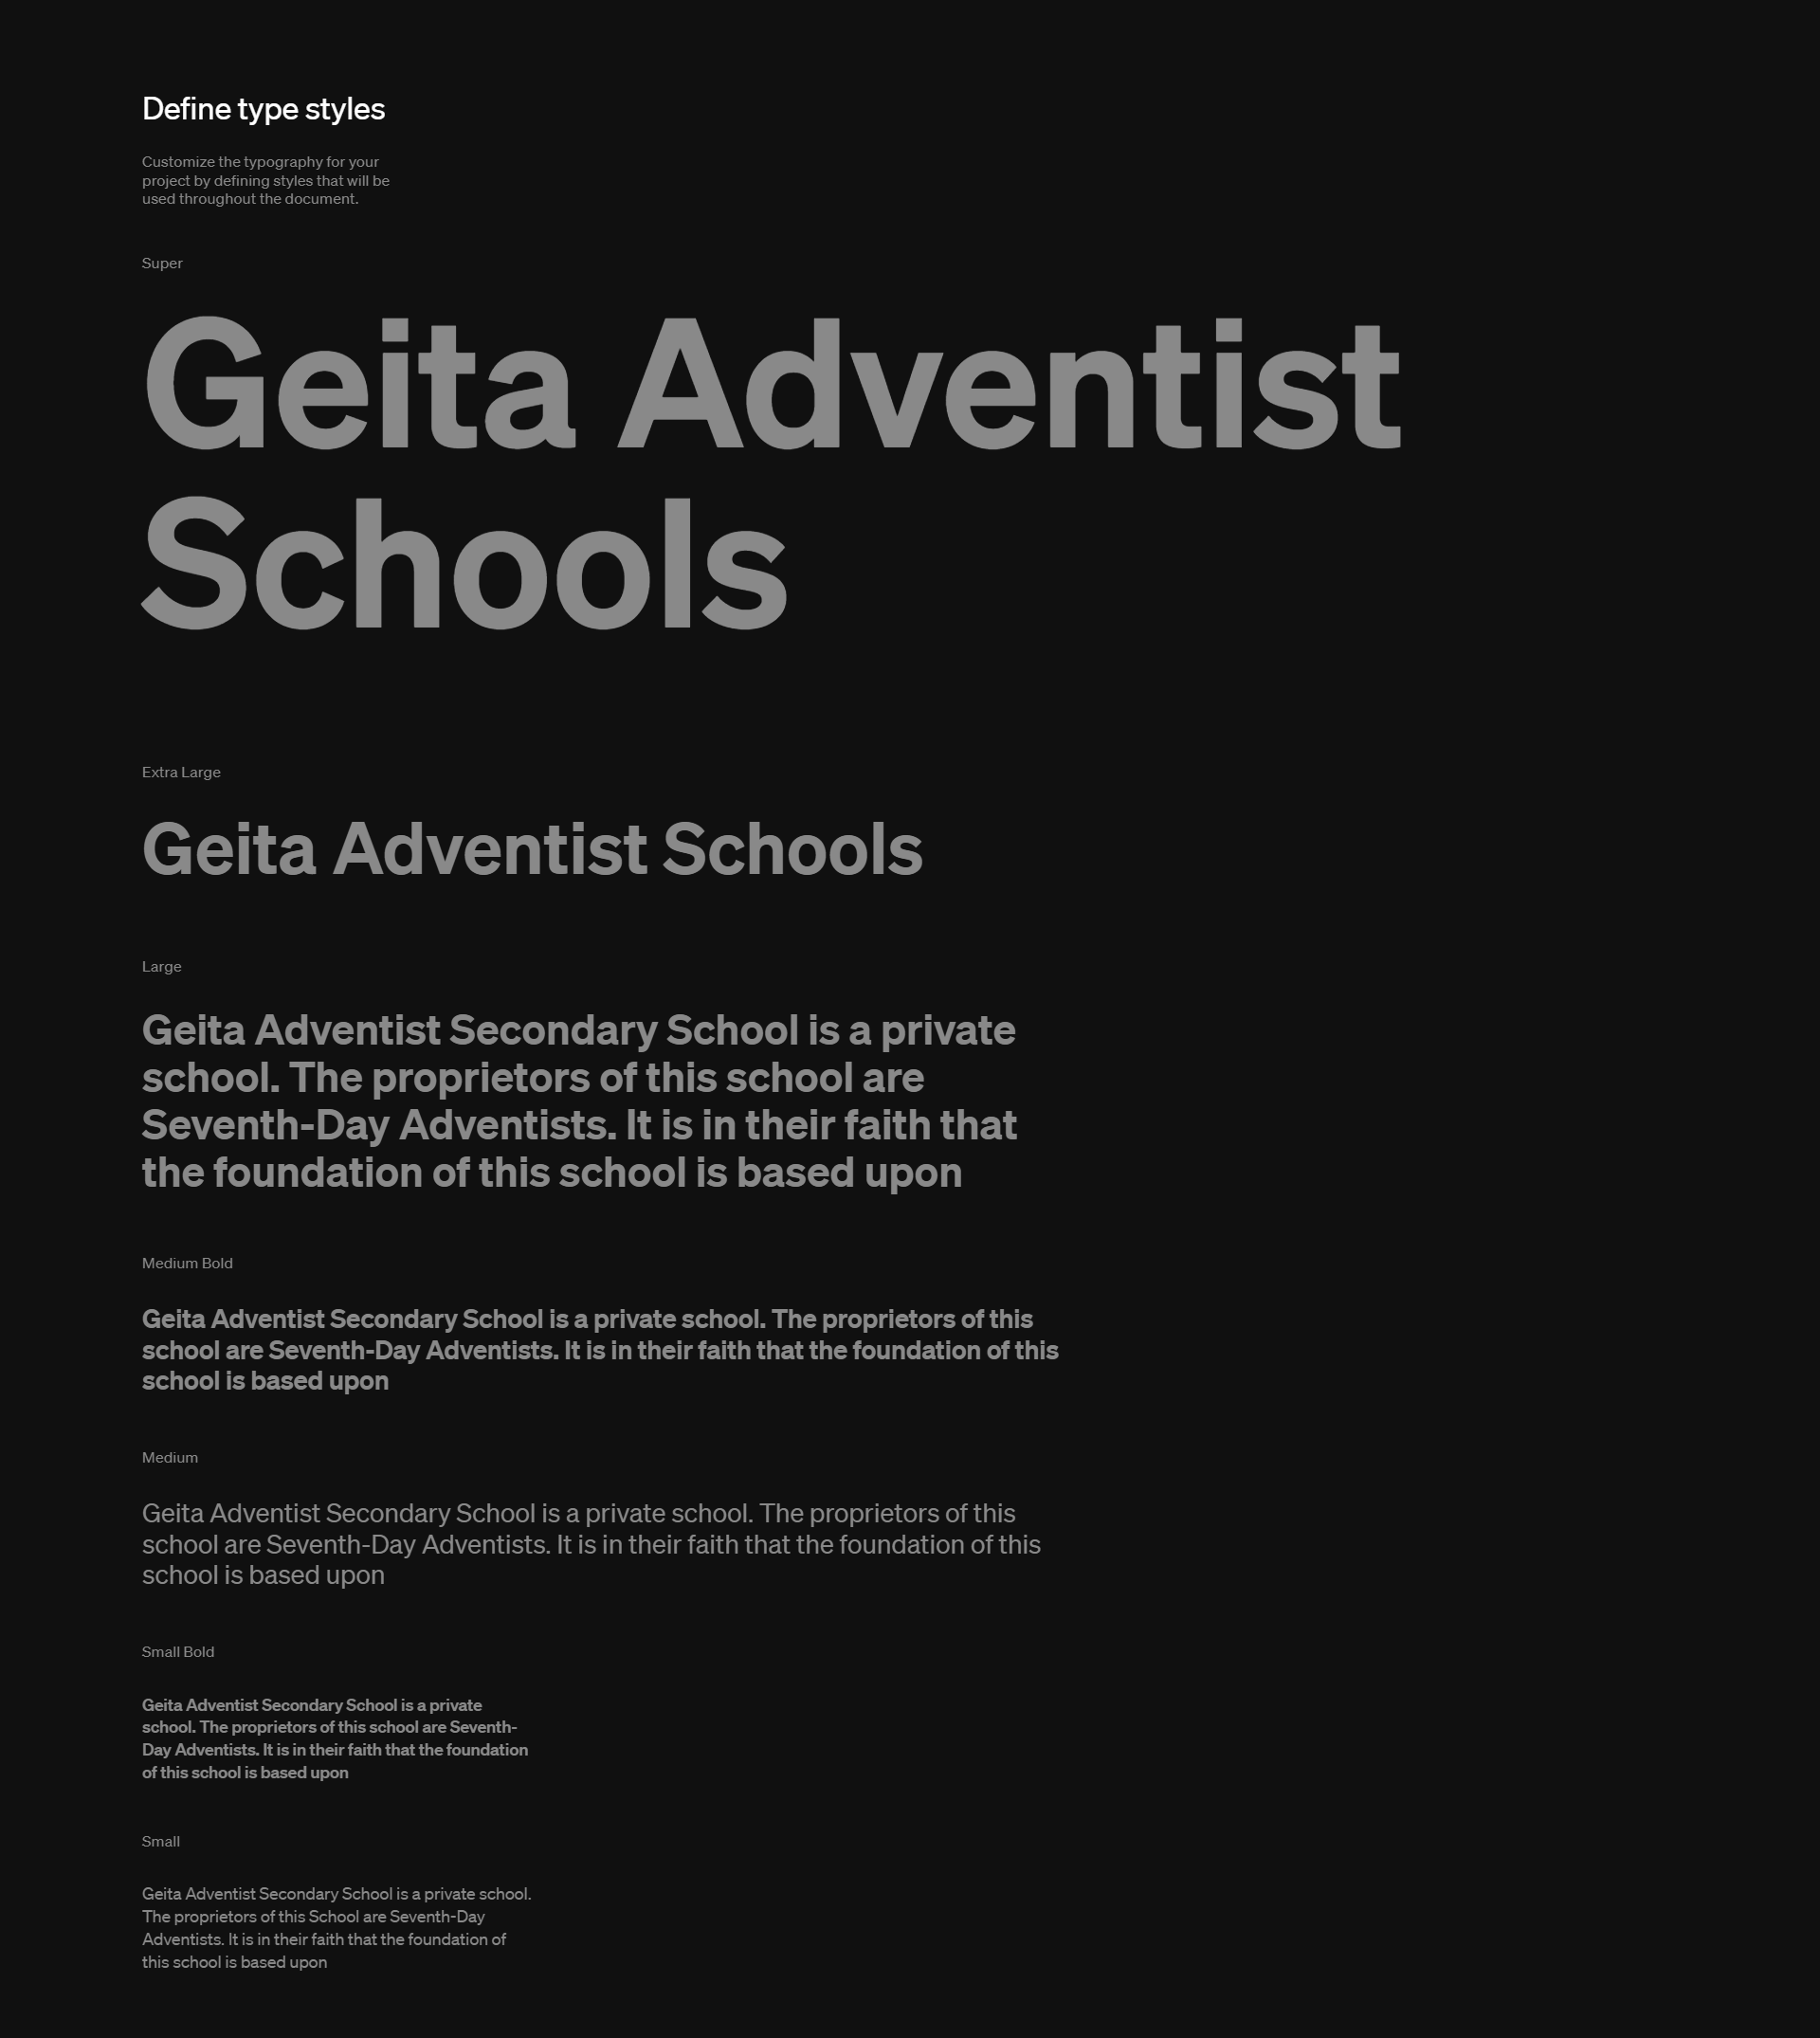 Define type styles
Customize the typography for your
project by defining styles that will be
used throughout the document.
Super
Geita Adventist
Schools
Extra Large
Geita Adventist Schools
Large
Geita Adventist Secondary School is a private
school. The proprietors of this school are
Seventh-Day Adventists. It is in their faith that
the foundation of this school is based upon
Medium Bold
Geita Adventist Secondary School is a private school. The proprietors of this
school are Seventh-Day Adventists. It is in their faith that the foundation of this
school is based upon
Medium
Geita Adventist Secondary School is a private school. The proprietors of this
school are Seventh-Day Adventists. It is in their faith that the foundation of this
school is based upon
Small Bold
Geita Adventist Secondary School is a private
school. The proprietors of this school are Seventh-
Day Adventists. It is in their faith that the foundation
of this school is based upon
Small
Geita Adventist Secondary School is a private school.
The proprietors of this School are Seventh-Day
Adventists. It is in their faith that the foundation of
this school is based upon